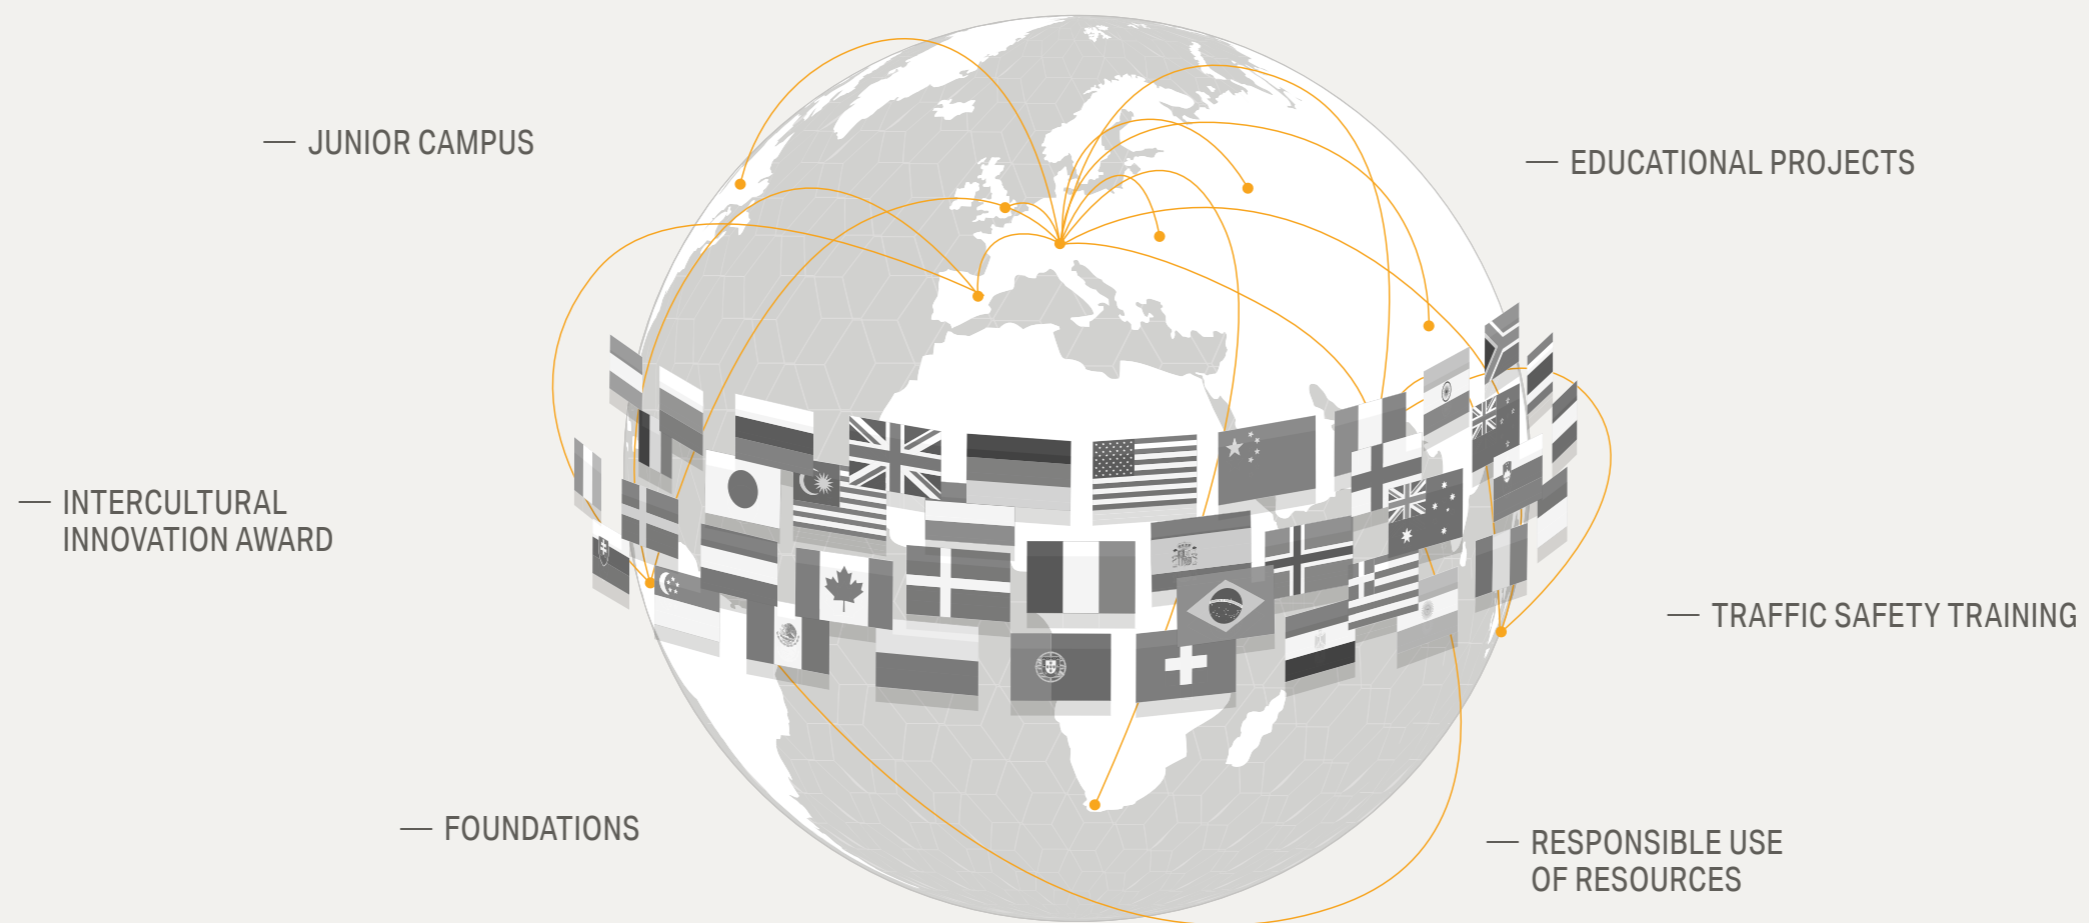 JUNIOR CAMPUS
EDUCATIONAL PROJECTS
INTERCULTURAL
INNOVATION AWARD
TRAFFIC SAFETY TRAINING
FOUNDATIONS
RESPONSIBLE USE
OF RESOURCES